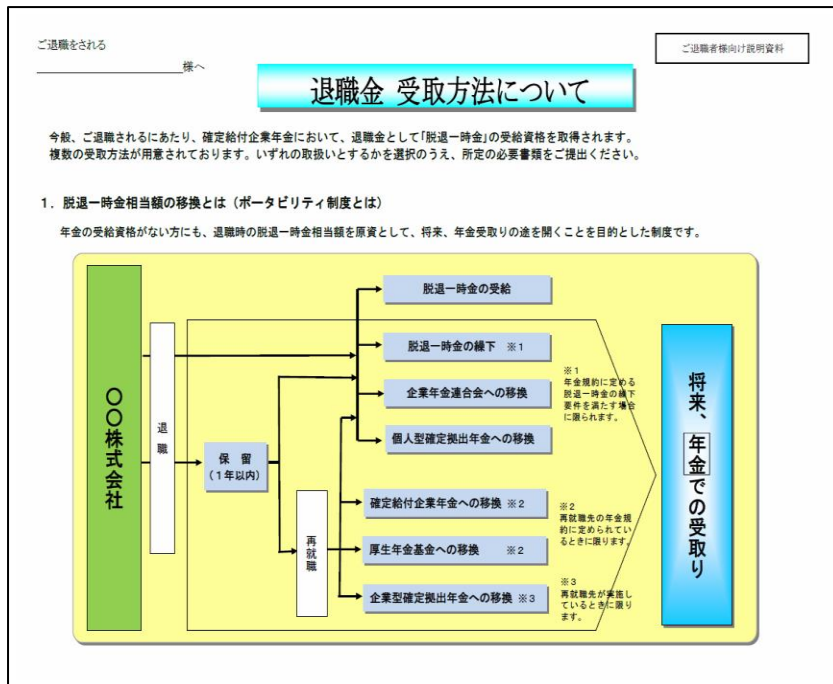 ご退職をされる
様へ
ご退職者様向け説明資料
退職金 受取方法について
今般、ご退職されるにあたり、確定給付企業年金において、退職金として「脱退一時金」の受給資格を取得されます。
複数の受取方法が用意されております。いずれの取扱いとするかを選択のうえ、所定の必要書類をご提出ください。
1．脱退一時金相当額の移換とは（ポータビリティ制度とは）
年金の受給資格がない方にも、退職時の脱退一時金相当額を原資として、将来、年金受取りの途を開くことを目的とした制度です。
〇〇株式会社
退職
保留
（1年以内）
再就職
脱退一時金の受給
脱退一時金の繰下 ※1
企業年金連合会への移換
個人型確定拠出年金への移換
確定給付企業年金への移換 ※2
厚生年金基金への移換 ※2
企業型確定拠出年金への移換 ※3
※1
年金規約に定める
脱退一時金の繰下
要件を満たす場合
に限られます。
※2
再就職先の年金規
約に定められてい
るときに限ります。
※3
再就職先が実施し
ているときに限り
ます。
将来、年金での受取り